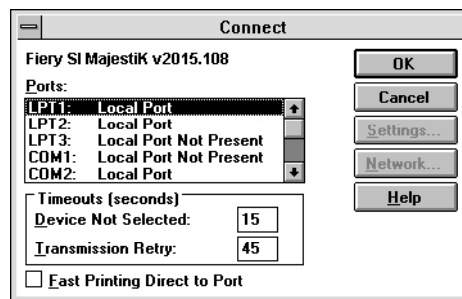 Connect
Fiery SI MajestiK v2015.108
Ports:
LPT1: Local Port
LPT2: Local Port
LPT3: Local Port Not Present
COM1: Local Port Not Present
COM2: Local Port
Timeouts (seconds)
Device Not Selected: 15
Transmission Retry: 45
Fast Printing Direct to Port
OK
Cancel
Settings...
Network...
Help